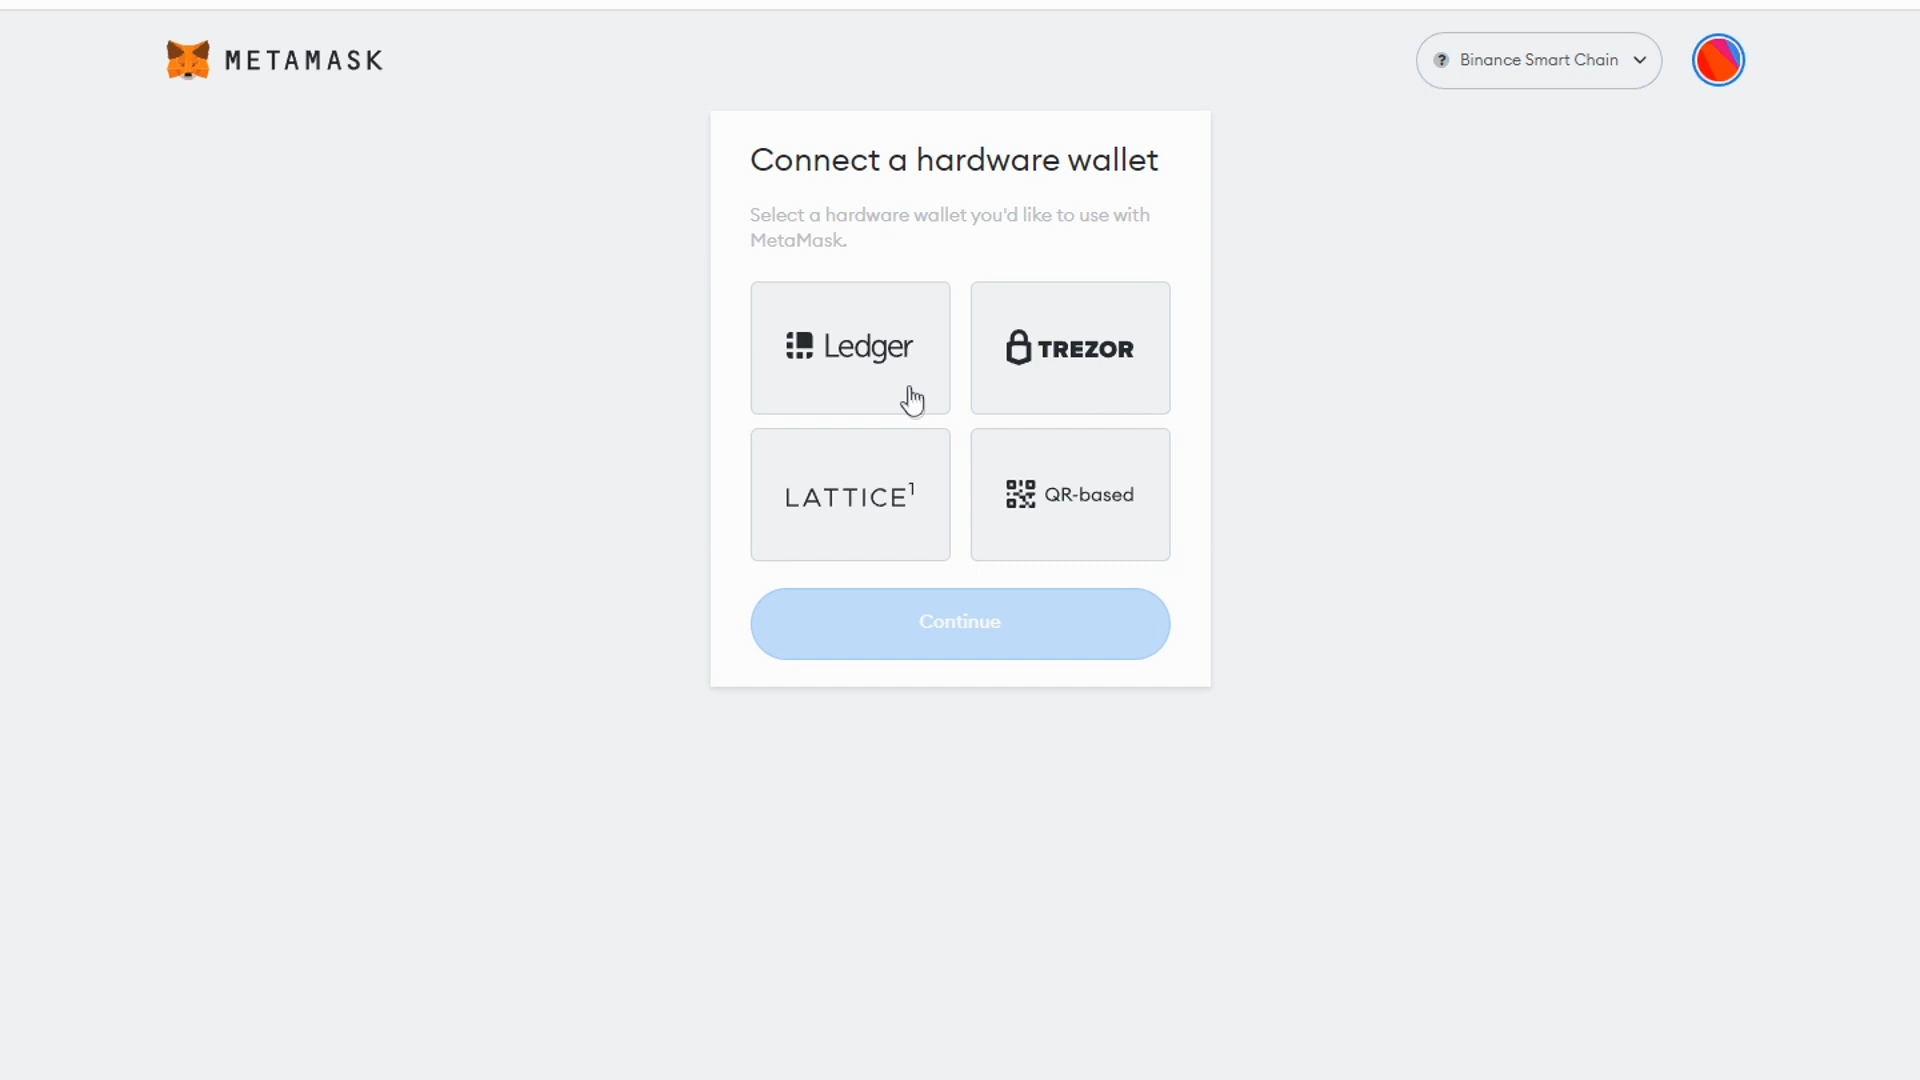 METAMASK
? Binance Smart Chain
Connect a hardware wallet
Select a hardware wallet you'd like to use with
MetaMask.
Ledger
TREZOR
LATTICE¹
QR-based
Continue